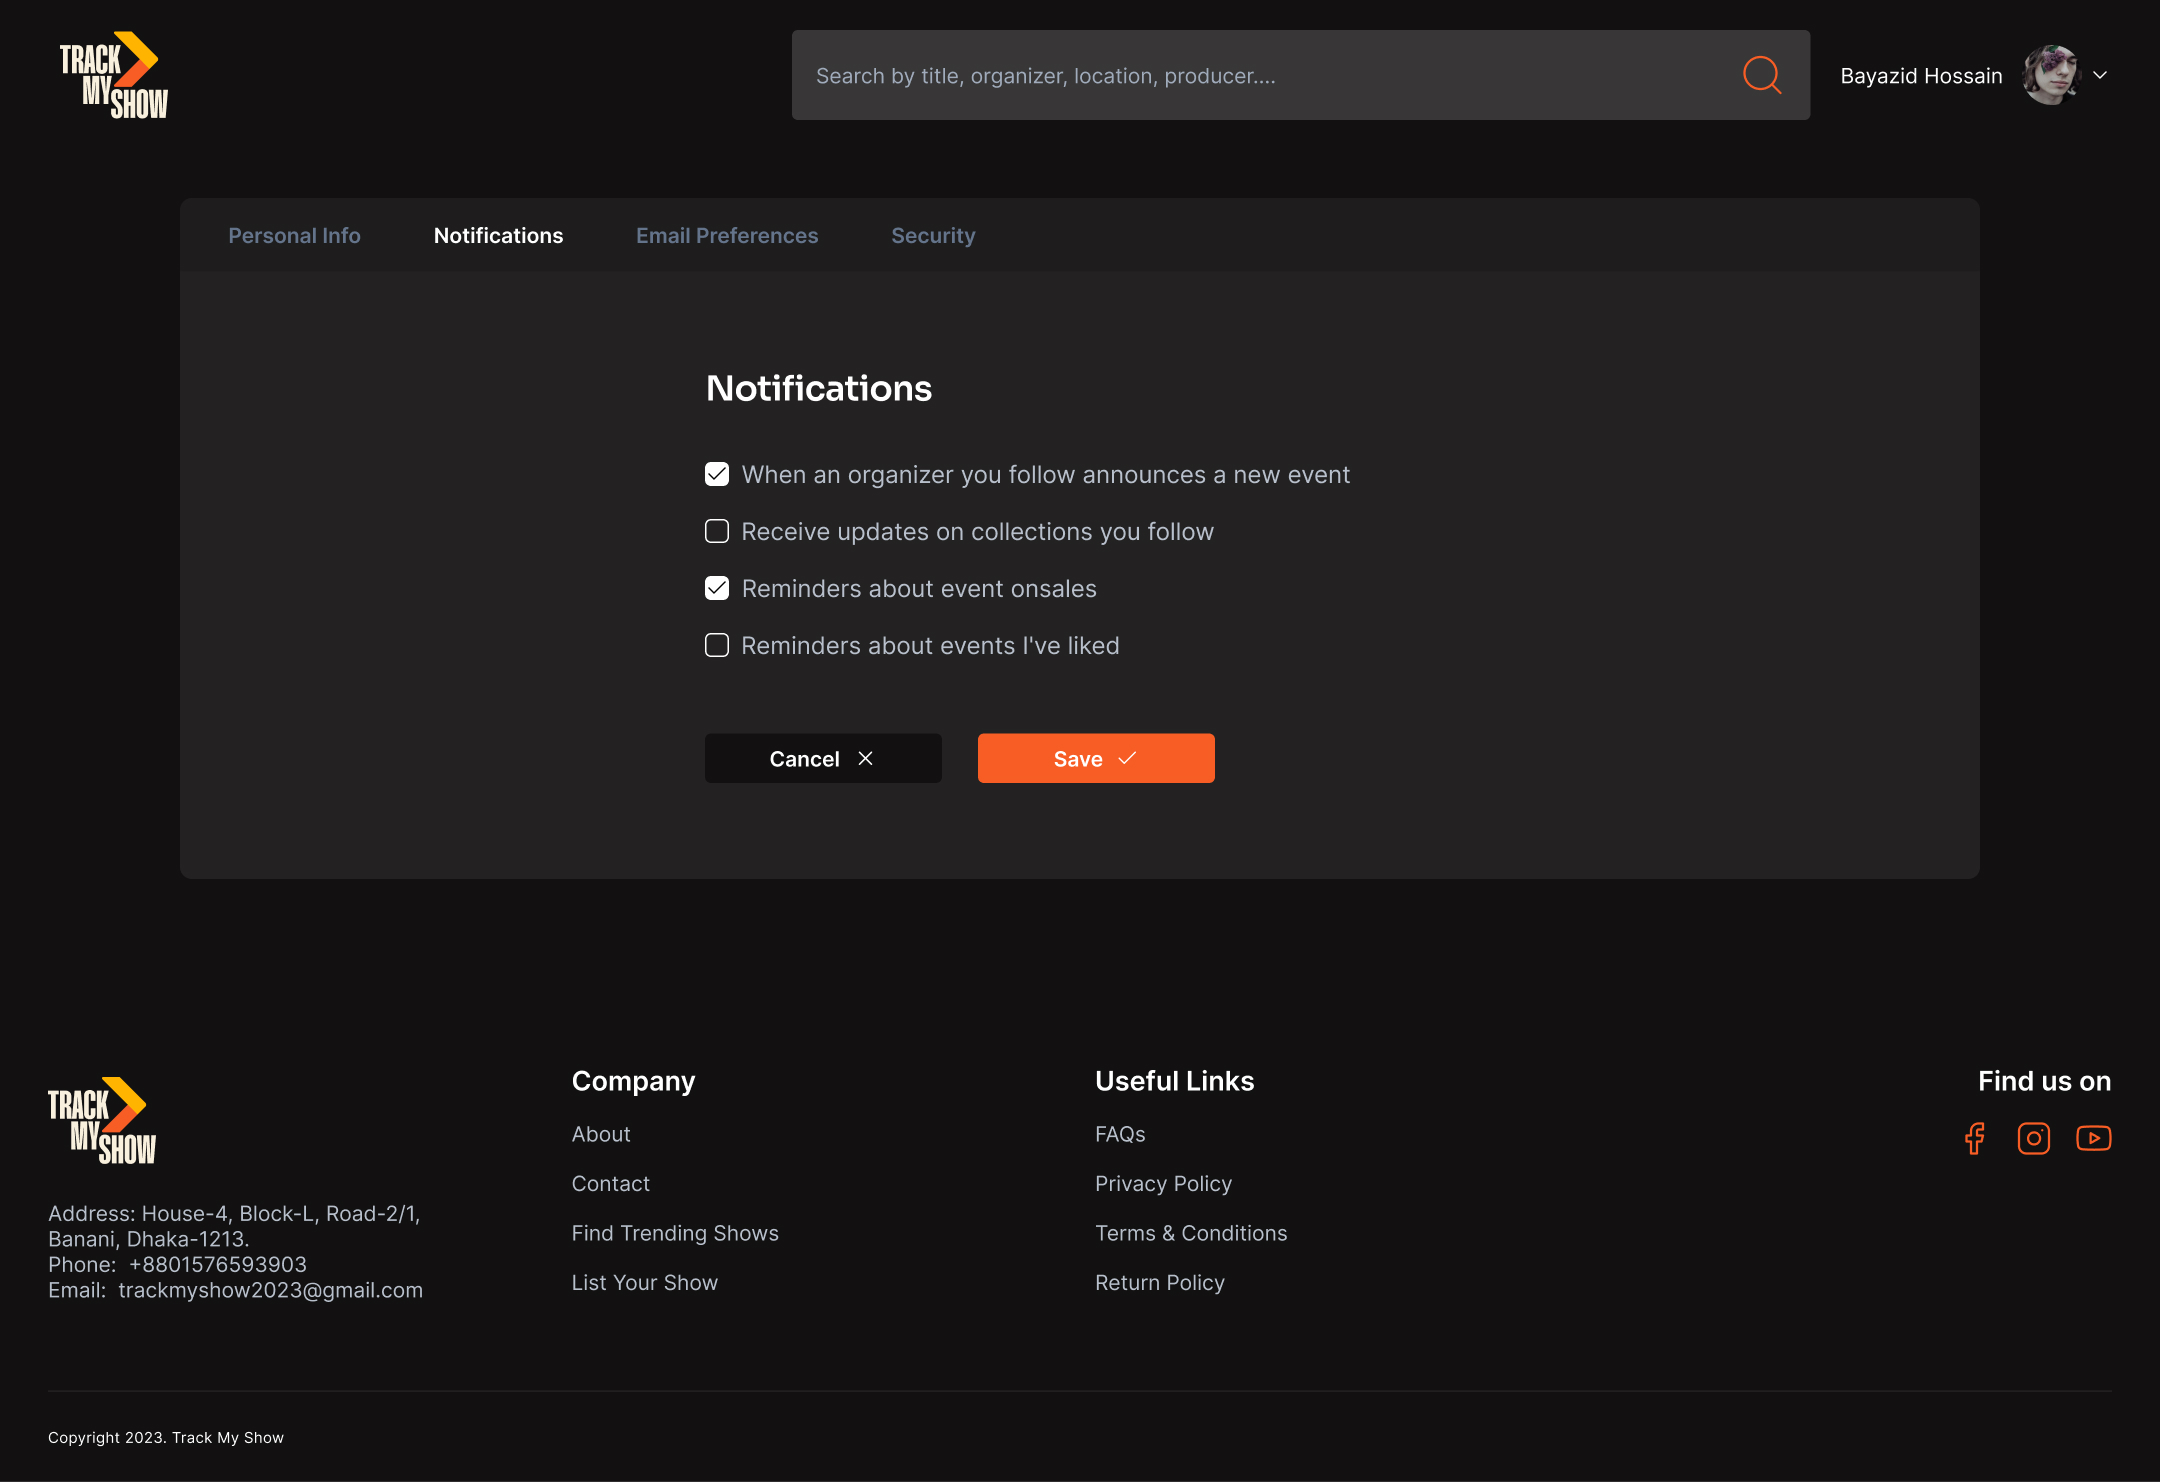 TRACK
MY
SHOW
Search by title, organizer, location, producer....
Bayazid Hossain
Personal Info
Notifications
Email Preferences
Security
Notifications
When an organizer you follow announces a new event
Receive updates on collections you follow
Reminders about event onsales
Reminders about events I've liked
Cancel
Save
TRACK
MY
SHOW
Address: House-4, Block-L, Road-2/1,
Banani, Dhaka-1213.
Phone: +8801576593903
Email: trackmyshow2023@gmail.com
Company
About
Contact
Find Trending Shows
List Your Show
Useful Links
FAQs
Privacy Policy
Terms & Conditions
Return Policy
Find us on
Copyright 2023. Track My Show